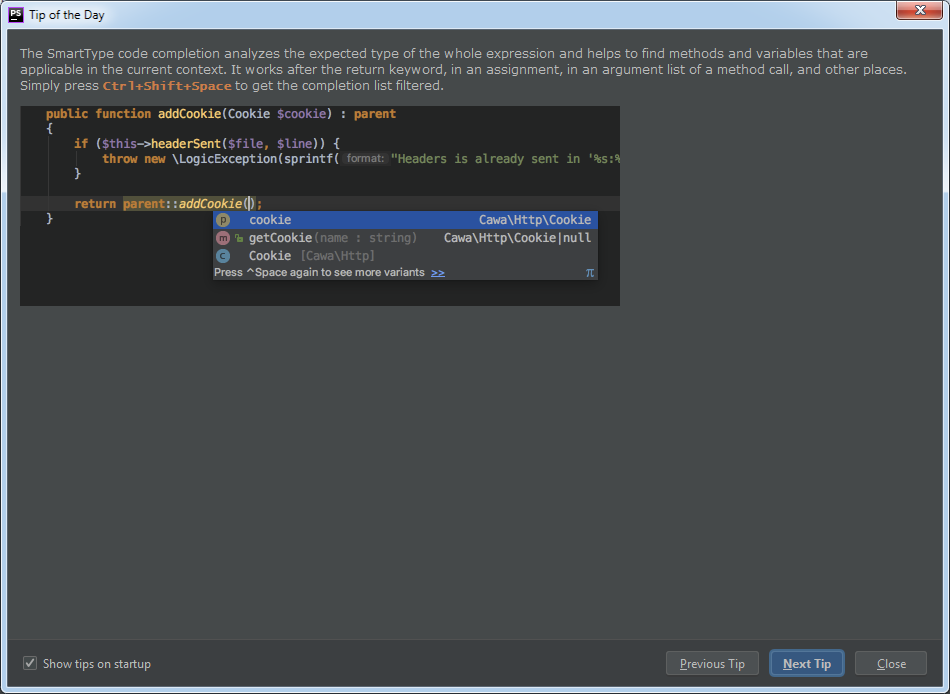 PS Tip of the Day
The SmartType code completion analyzes the expected type of the whole expression and helps to find methods and variables that are
applicable in the current context. It works after the return keyword, in an assignment, in an argument list of a method call, and other places.
Simply press Ctrl+Shift+Space to get the completion list filtered.
public function addCookie(Cookie $cookie) : parent
{
if ($this->headerSent($file, $line)) {
throw new \LogicException(sprintf( format: "Headers is already sent in '%s:%
}
return parent::addCookie();
}
p cookie Cawa\Http\Cookie
m getCookie(name : string) Cawa\Http\Cookie|null
C Cookie [Cawa\Http]
Press ^Space again to see more variants >> π
Show tips on startup
Previous Tip
Next Tip
Close